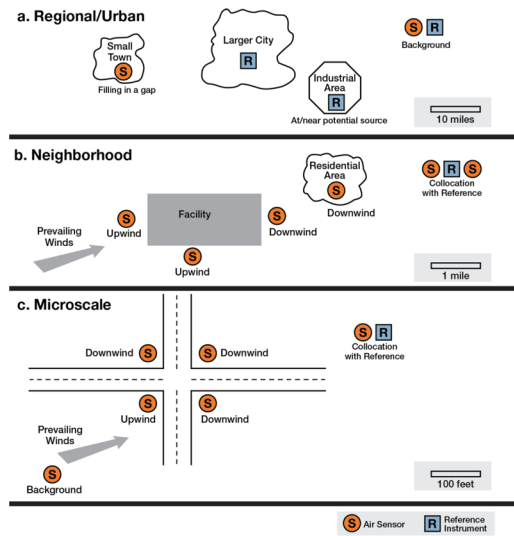 a. Regional/Urban
Small
Town
S
Filling in a gap
Larger City
R
Industrial
Area
R
At/near potential source
S R
Background
10 miles
b. Neighborhood
Residential
Area
S
Downwind
S R S
Collocation
with Reference
Facility
S
Upwind
S
Downwind
S
Upwind
Prevailing
Winds
1 mile
c. Microscale
Downwind S
S Downwind
S R
Collocation
with Reference
S
Upwind
S
Downwind
Prevailing
Winds
S
Background
100 feet
S Air Sensor
R Reference
Instrument